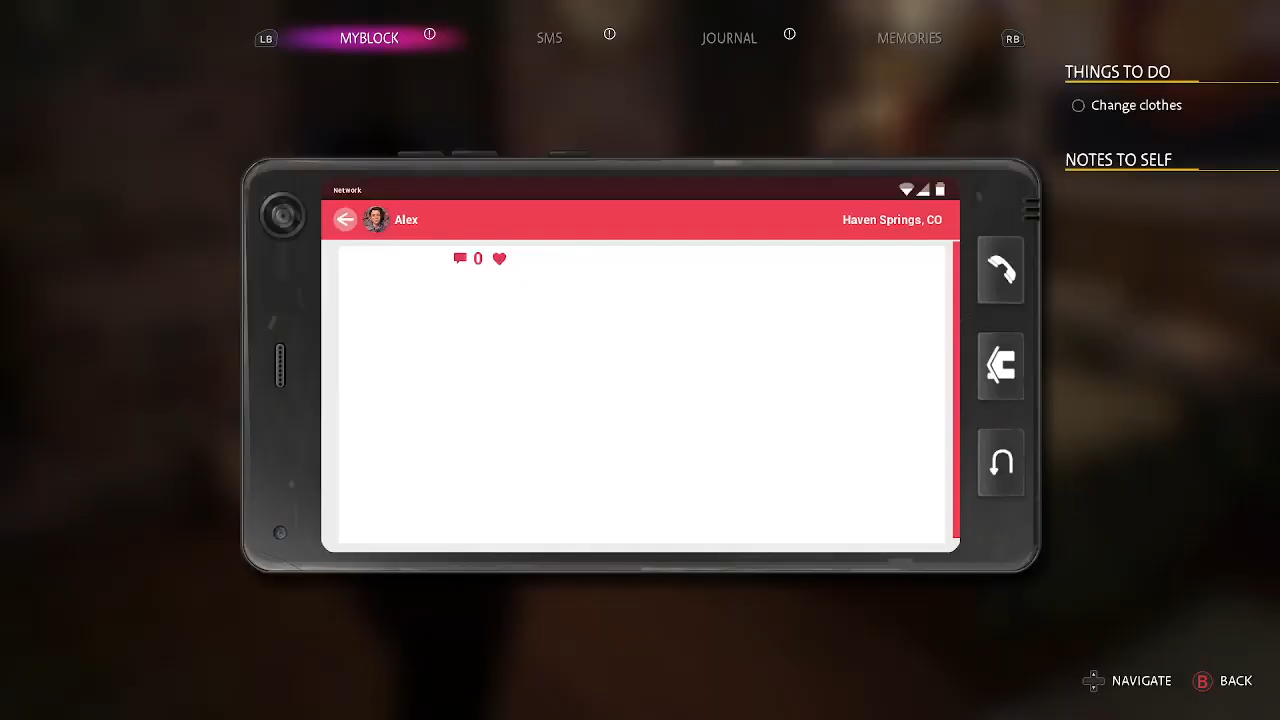 LB
MYBLOCK
SMS
JOURNAL
MEMORIES
RB
THINGS TO DO
Change clothes
NOTES TO SELF
Network
Alex
Haven Springs, CO
0
NAVIGATE
B BACK